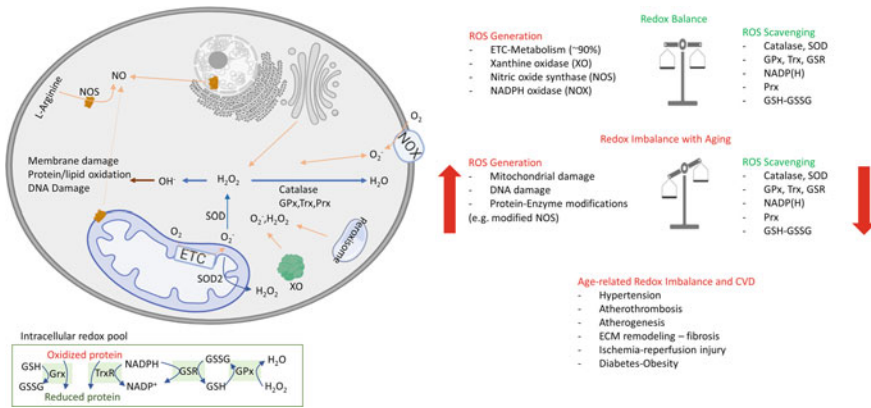 L-Arginine
NOS
NO
O₂
NOX
O₂⁻
Membrane damage
Protein/lipid oxidation
DNA Damage
OH⁻
H₂O₂
H₂O
Catalase
GPx,Trx,Prx
SOD
O₂⁻,H₂O₂
Peroxisome
O₂
O₂⁻
ETC
SOD2
H₂O₂
XO
Intracellular redox pool
Oxidized protein
GSH
Grx
GSSG
TrxR
NADPH
NADP⁺
GSR
GSSG
GSH
GPx
H₂O
H₂O₂
Reduced protein
Redox Balance
ROS Generation
- ETC-Metabolism (~90%)
- Xanthine oxidase (XO)
- Nitric oxide synthase (NOS)
- NADPH oxidase (NOX)
ROS Scavenging
- Catalase, SOD
- GPx, Trx, GSR
- NADP(H)
- Prx
- GSH-GSSG
Redox Imbalance with Aging
ROS Generation
- Mitochondrial damage
- DNA damage
- Protein-Enzyme modifications
(e.g. modified NOS)
ROS Scavenging
- Catalase, SOD
- GPx, Trx, GSR
- NADP(H)
- Prx
- GSH-GSSG
Age-related Redox Imbalance and CVD
- Hypertension
- Atherothrombosis
- Atherogenesis
- ECM remodeling – fibrosis
- Ischemia-reperfusion injury
- Diabetes-Obesity